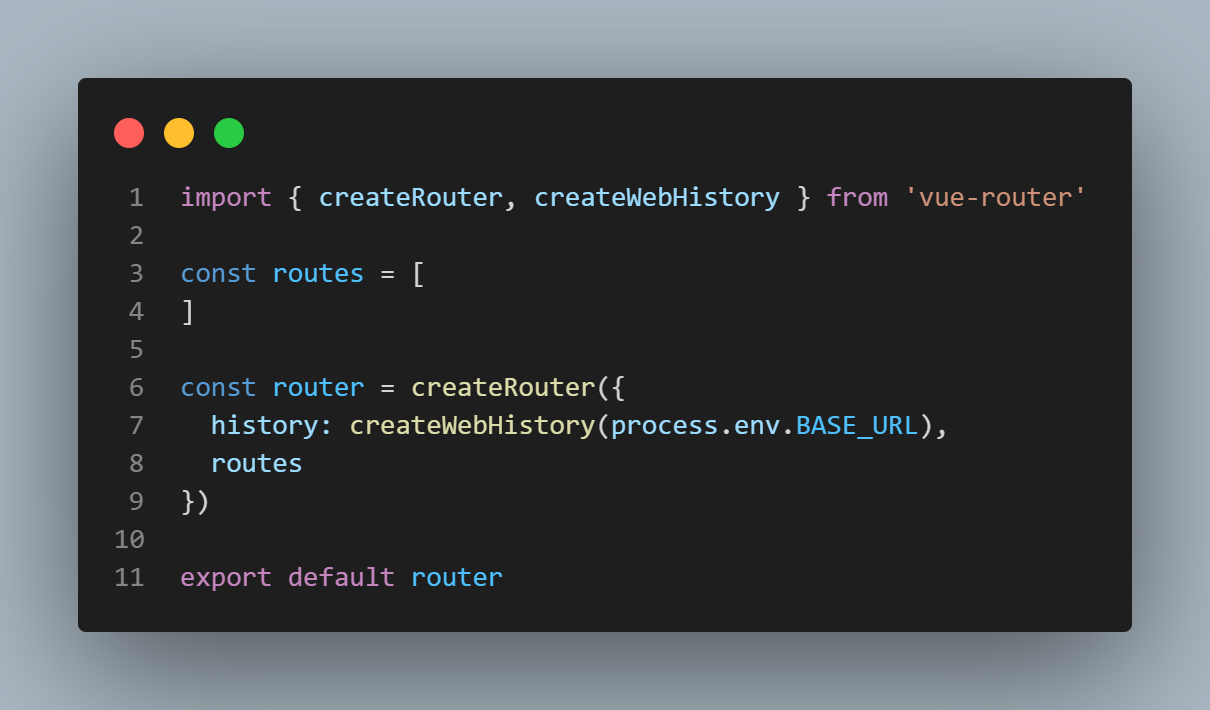 1 import { createRouter, createWebHistory } from 'vue-router'
2
3 const routes = [
4 ]
5
6 const router = createRouter({
7   history: createWebHistory(process.env.BASE_URL),
8   routes
9 })
10
11 export default router